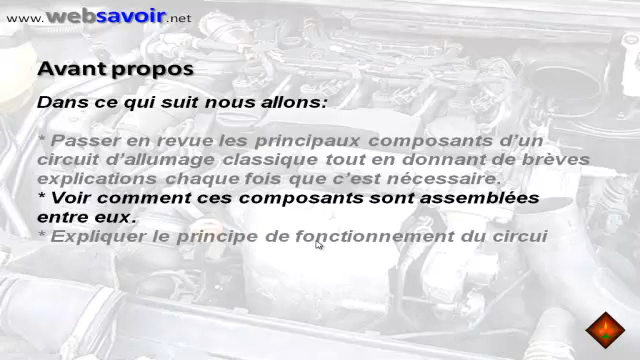 www.websavoir.net
Avant propos
Dans ce qui suit nous allons:
* Passer en revue les principaux composants d'un
circuit d'allumage classique tout en donnant de brèves
explications chaque fois que c'est nécessaire.
* Voir comment ces composants sont assemblées
entre eux.
* Expliquer le principe de fonctionnement du circui